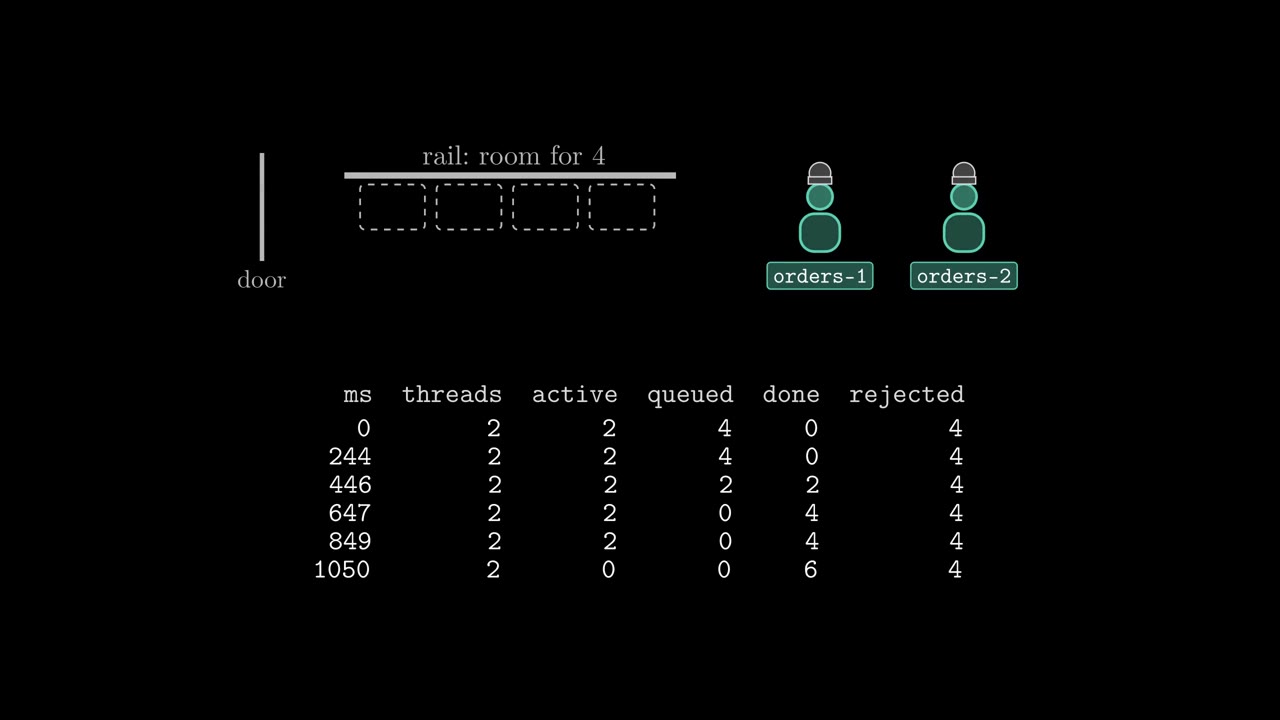 rail: room for 4
door
orders-1 orders-2
ms threads active queued done rejected
0 2 2 4 0 4
244 2 2 4 0 4
446 2 2 2 2 4
647 2 2 0 4 4
849 2 2 0 4 4
1050 2 0 0 6 4